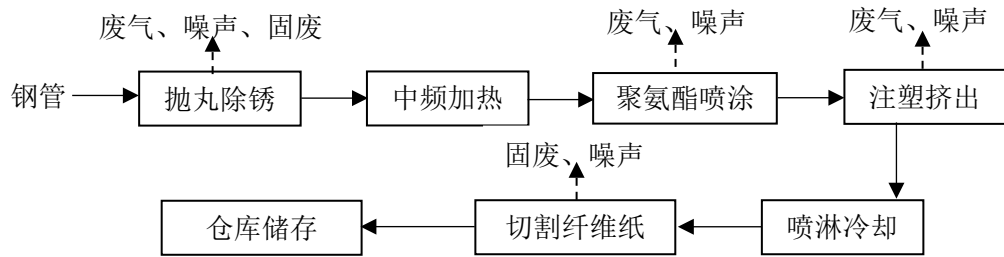 废气、噪声、固废
废气、噪声
废气、噪声
钢管
抛丸除锈
中频加热
聚氨酯喷涂
注塑挤出
固废、噪声
仓库储存
切割纤维纸
喷淋冷却